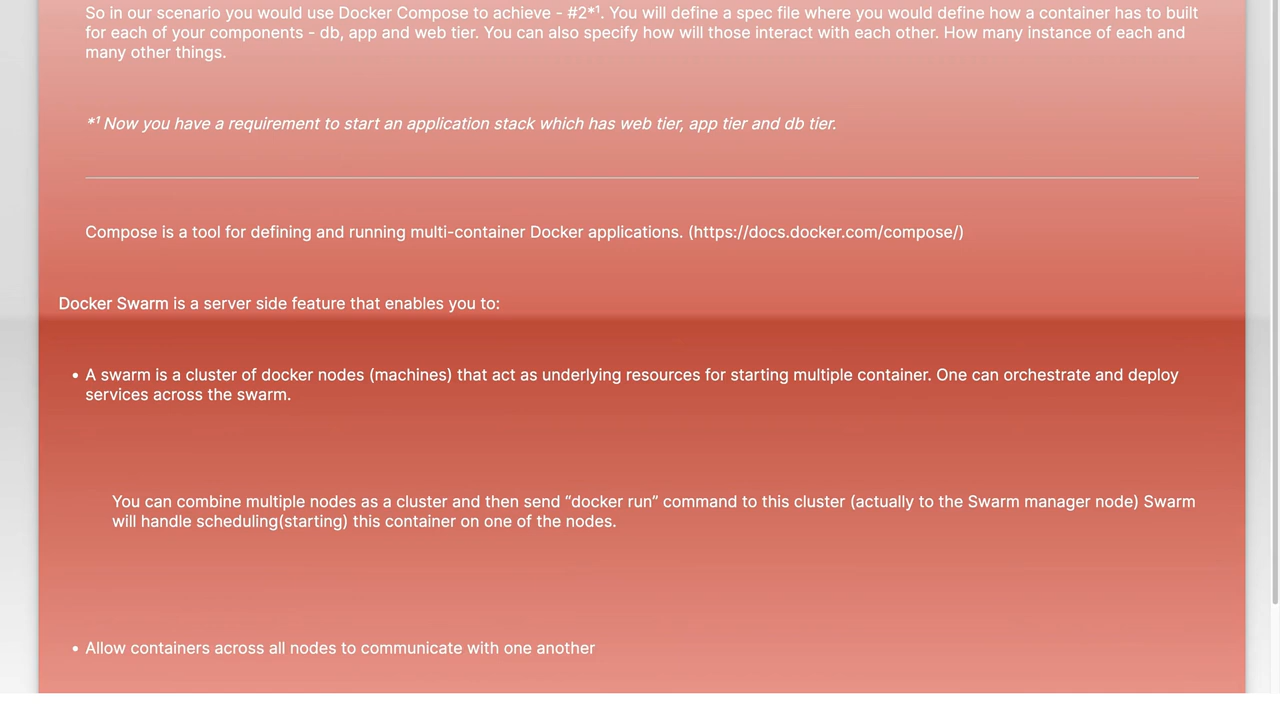 So in our scenario you would use Docker Compose to achieve - #2*¹. You will define a spec file where you would define how a container has to built
for each of your components - db, app and web tier. You can also specify how will those interact with each other. How many instance of each and
many other things.
*¹ Now you have a requirement to start an application stack which has web tier, app tier and db tier.
Compose is a tool for defining and running multi-container Docker applications. (https://docs.docker.com/compose/)
Docker Swarm is a server side feature that enables you to:
• A swarm is a cluster of docker nodes (machines) that act as underlying resources for starting multiple container. One can orchestrate and deploy
services across the swarm.
You can combine multiple nodes as a cluster and then send “docker run” command to this cluster (actually to the Swarm manager node) Swarm
will handle scheduling(starting) this container on one of the nodes.
• Allow containers across all nodes to communicate with one another